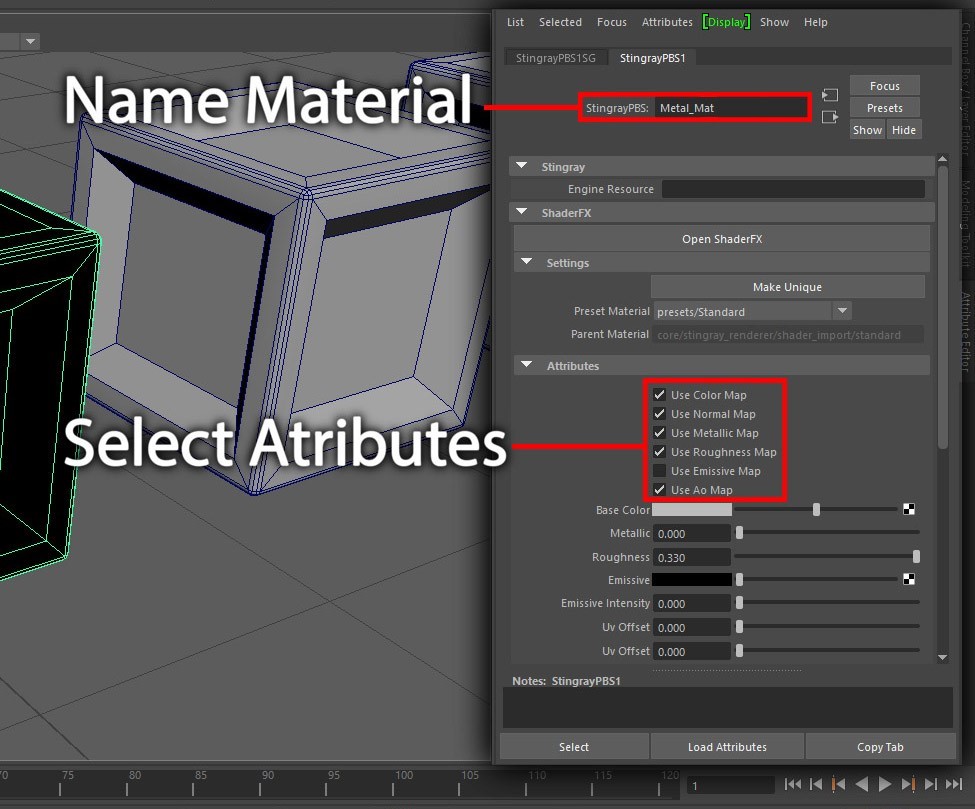 List Selected Focus Attributes [Display] Show Help
StingrayPBS1SG StingrayPBS1
Name Material
StingrayPBS: Metal_Mat
Focus
Presets
Show Hide
Stingray
Engine Resource
ShaderFX
Open ShaderFX
Settings
Make Unique
Preset Material presets/Standard
Parent Material core/stingray_renderer/shader_import/standard
Attributes
Select Atributes
Use Color Map
Use Normal Map
Use Metallic Map
Use Roughness Map
Use Emissive Map
Use Ao Map
Base Color
Metallic 0.000
Roughness 0.330
Emissive
Emissive Intensity 0.000
Uv Offset 0.000
Uv Offset 0.000
Notes: StingrayPBS1
Select Load Attributes Copy Tab
Channel Box / Layer Editor
Modeling Toolkit
Attribute Editor
70 75 80 85 90 95 100 105 110 115 120
1